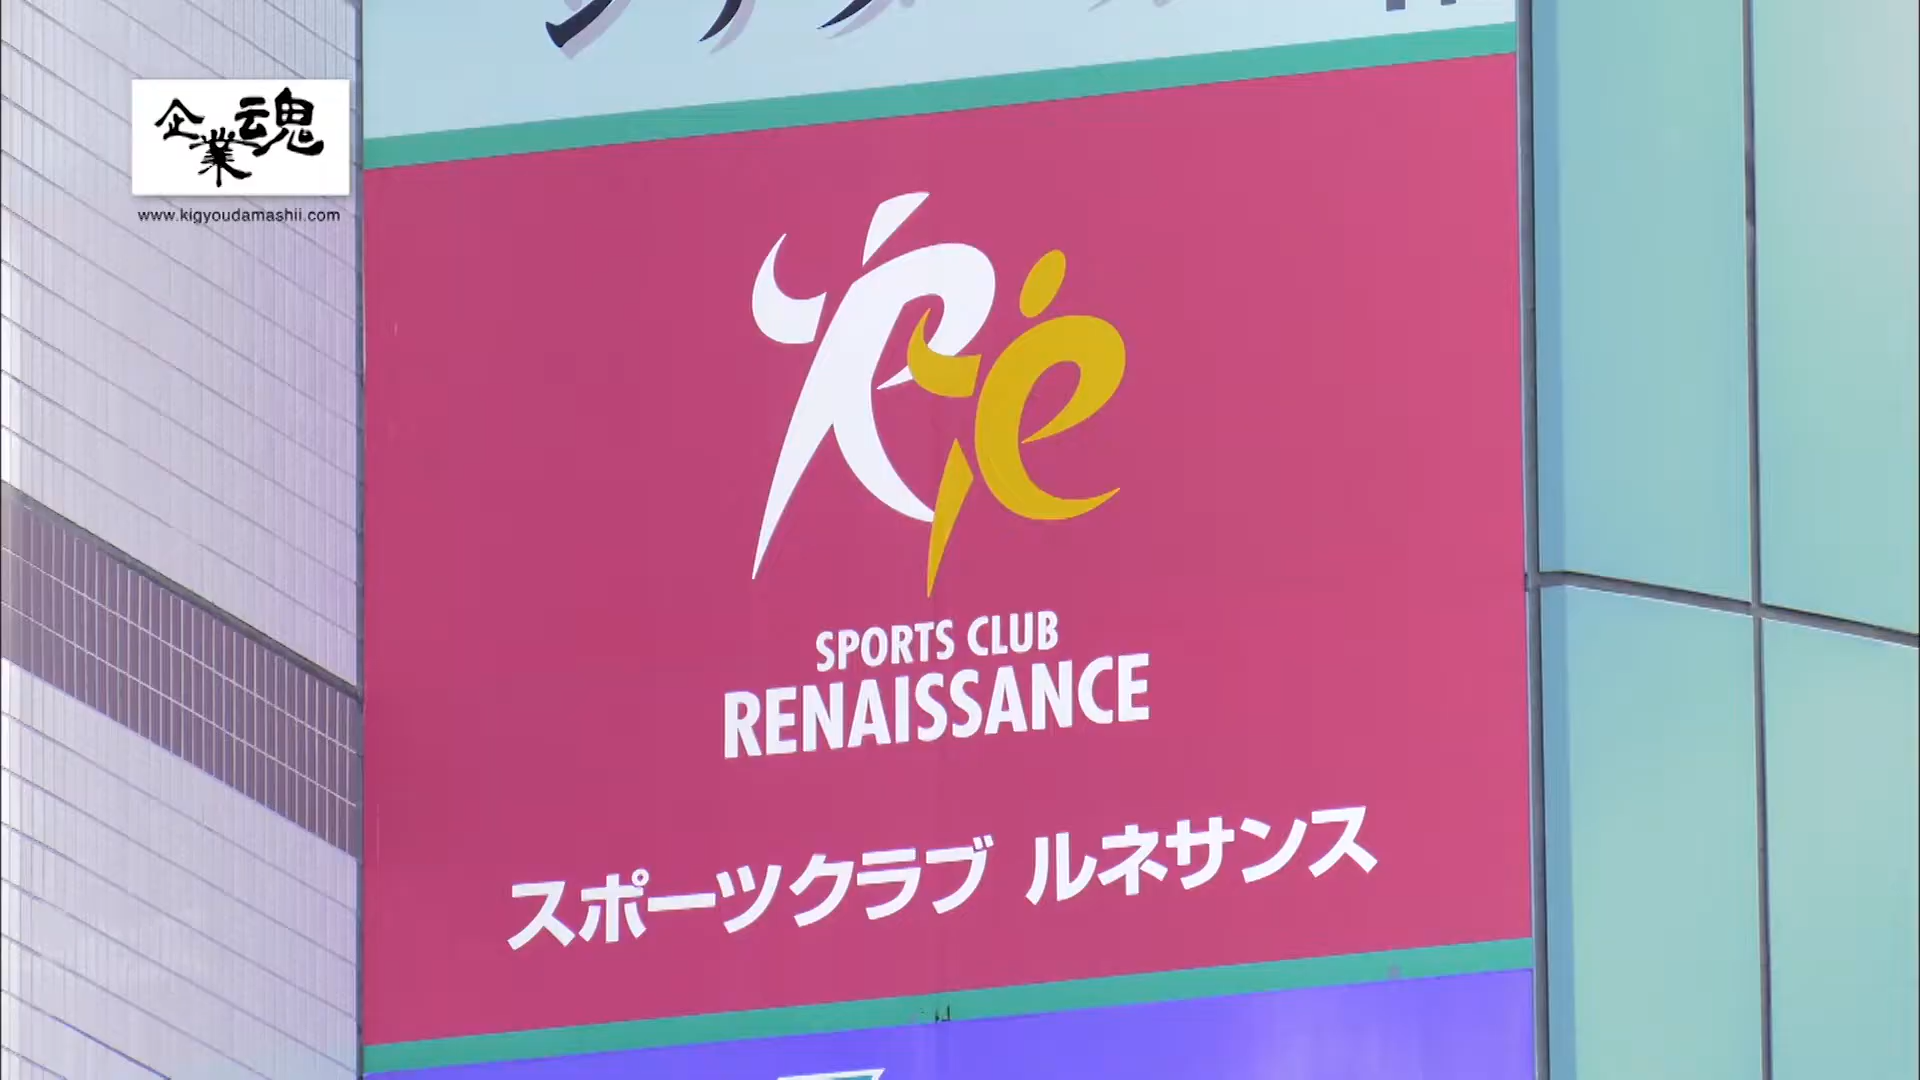 企業魂
www.kigyoudamashii.com
Re
SPORTS CLUB
RENAISSANCE
スポーツクラブ ルネサンス